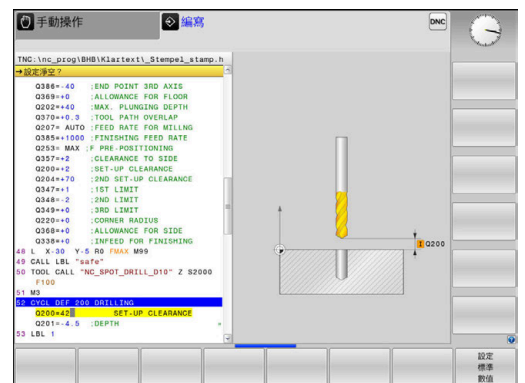 手動操作
編寫
DNC
TNC:\nc_prog\BHB\Klartext\_Stempel_stamp.h
→設定淨空?
Q386=-40 ;END POINT 3RD AXIS
Q369=+0 ;ALLOWANCE FOR FLOOR
Q202=+40 ;MAX. PLUNGING DEPTH
Q370=+0.3 ;TOOL PATH OVERLAP
Q207= AUTO ;FEED RATE FOR MILLNG
Q385=+1000 ;FINISHING FEED RATE
Q253= MAX ;F PRE-POSITIONING
Q357=+2 ;CLEARANCE TO SIDE
Q200=+2 ;SET-UP CLEARANCE
Q204=+70 ;2ND SET-UP CLEARANCE
Q347=+1 ;1ST LIMIT
Q348=-2 ;2ND LIMIT
Q349=+0 ;3RD LIMIT
Q220=+0 ;CORNER RADIUS
Q368=+0 ;ALLOWANCE FOR SIDE
Q338=+0 ;INFEED FOR FINISHING
48 L X-30 Y-5 R0 FMAX M99
49 CALL LBL "safe"
50 TOOL CALL "NC_SPOT_DRILL_D10" Z S2000
F100
51 M3
52 CYCL DEF 200 DRILLING
Q200=42 SET-UP CLEARANCE
Q201=-4.5 ;DEPTH »
53 LBL 1
I Q200
設定
標準
數值